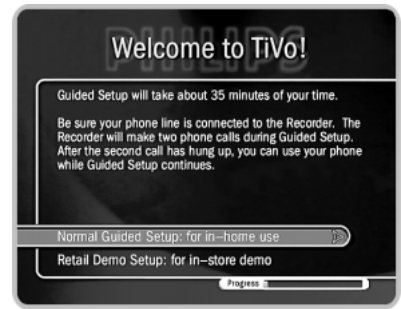 PHILIPS
Welcome to TiVo!
Guided Setup will take about 35 minutes of your time.
Be sure your phone line is connected to the Recorder. The
Recorder will make two phone calls during Guided Setup.
After the second call has hung up, you can use your phone
while Guided Setup continues.
Normal Guided Setup: for in-home use
Retail Demo Setup: for in-store demo
Progress